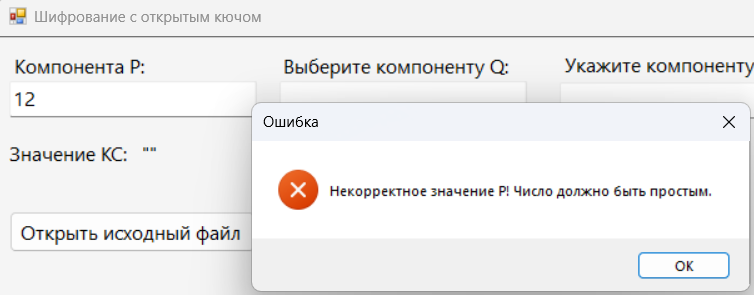 Шифрование с открытым кючом
Компонента P:
Выберите компоненту Q:
Укажите компоненту
12
Ошибка
Значение КС: ""
Некорректное значение P! Число должно быть простым.
Открыть исходный файл
ОК